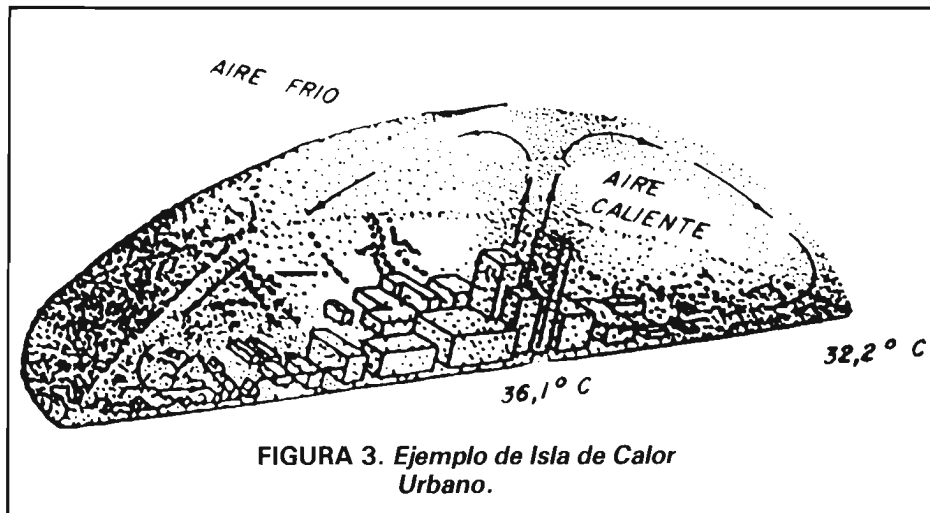 AIRE FRIO
AIRE
CALIENTE
36,1° C
32,2° C
FIGURA 3. Ejemplo de Isla de Calor
Urbano.